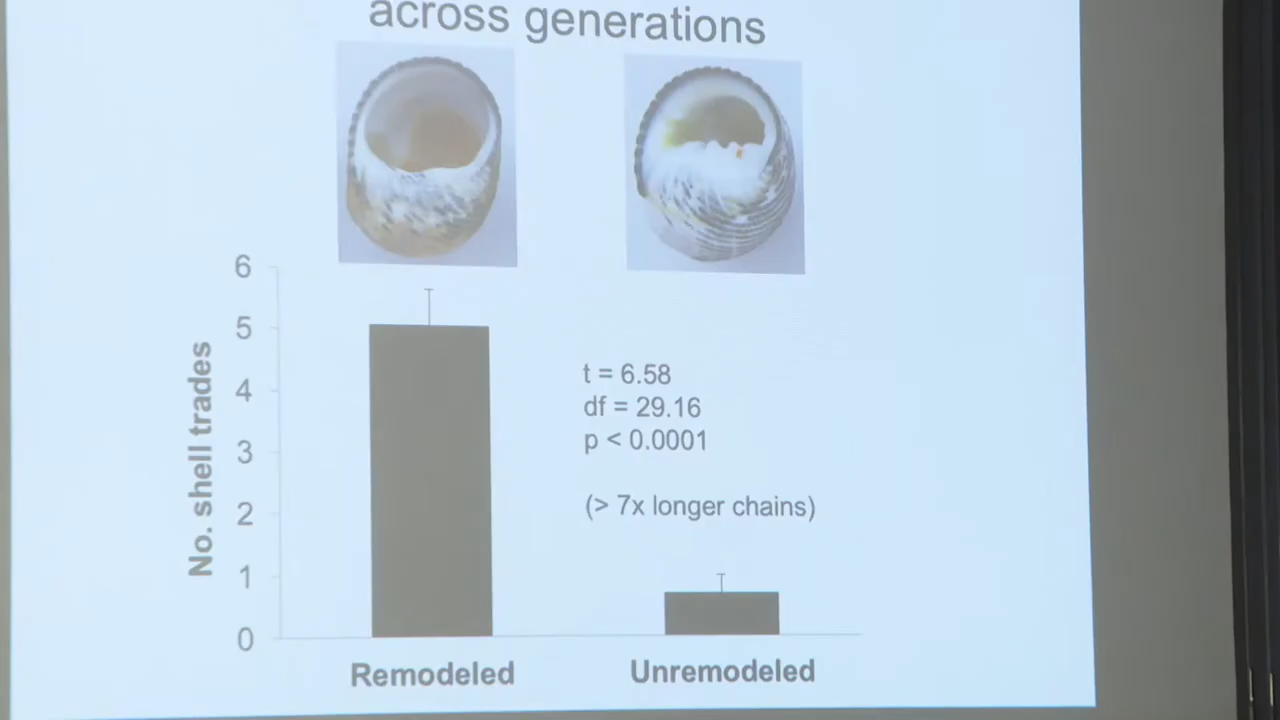 across generations
6
5
4
3
2
1
0
No. shell trades
t = 6.58
df = 29.16
p < 0.0001
(> 7x longer chains)
Remodeled
Unremodeled